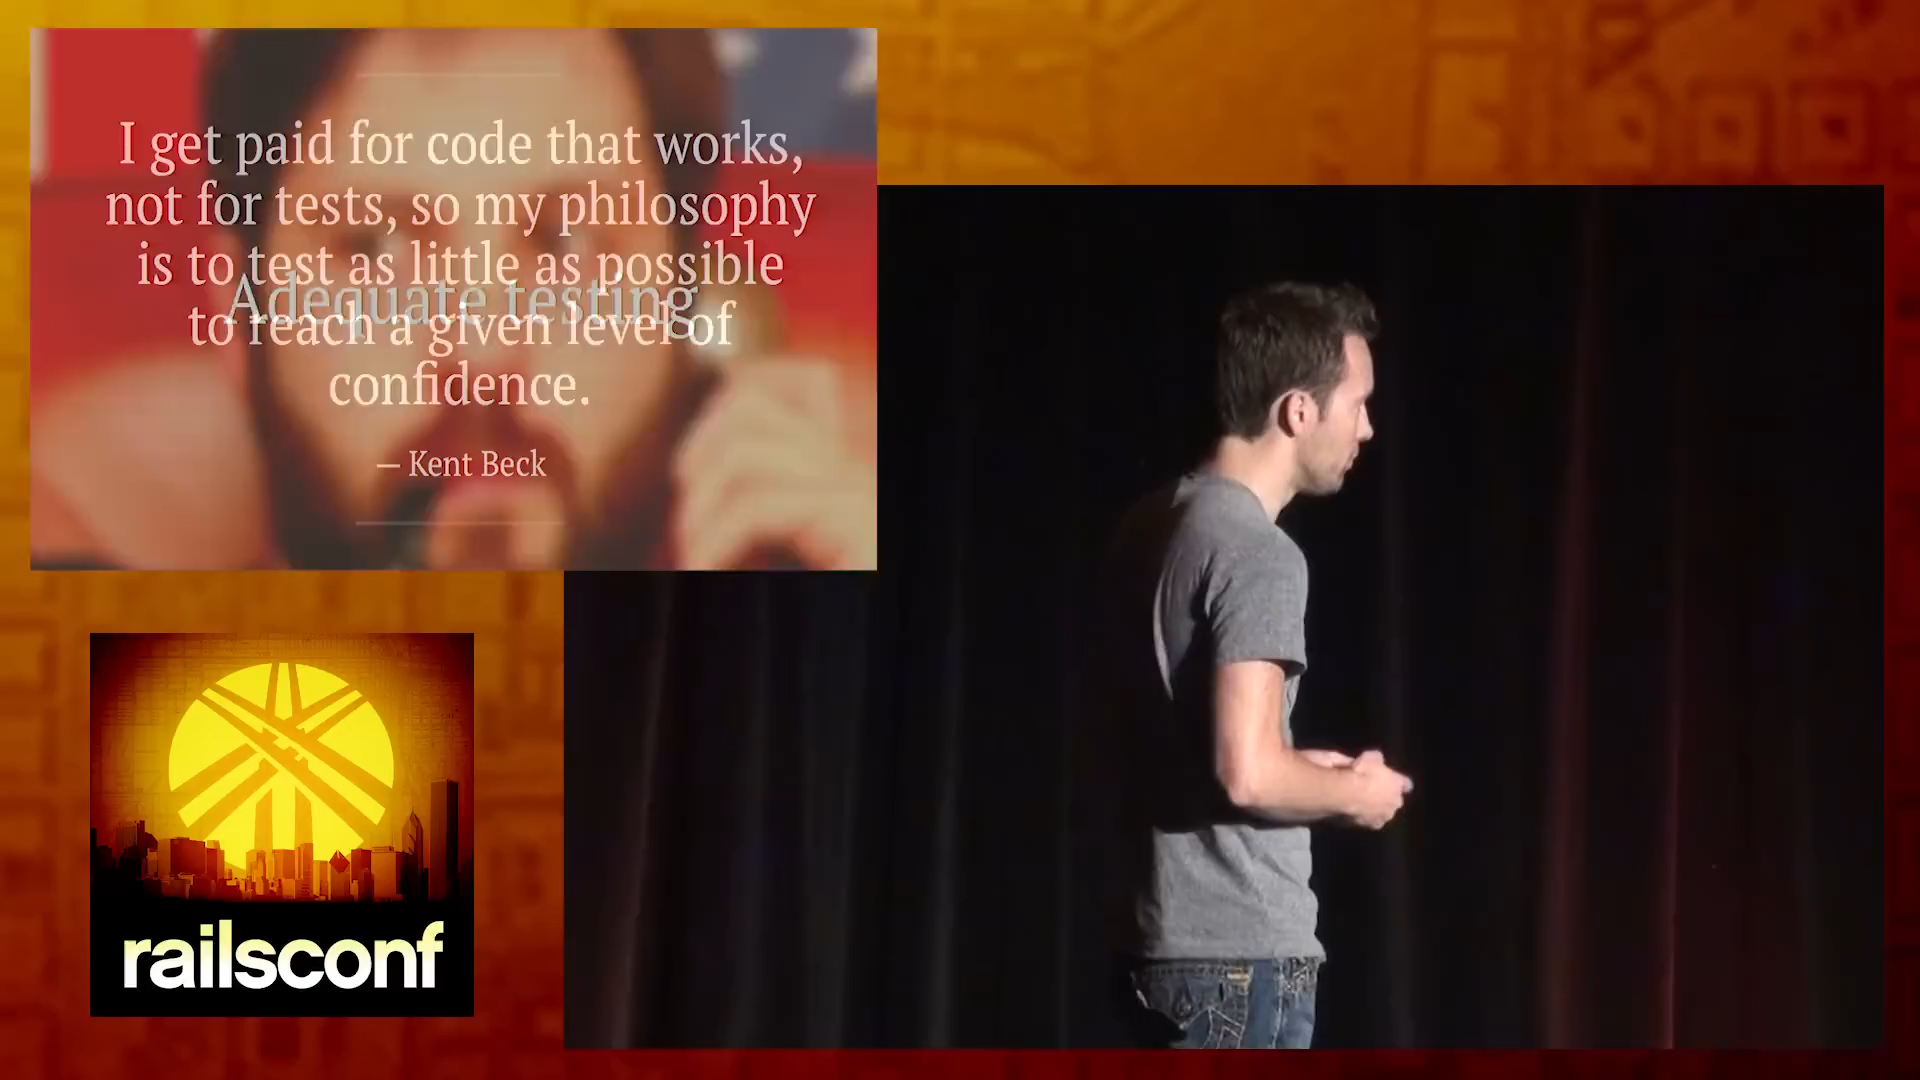 I get paid for code that works,
not for tests, so my philosophy
is to test as little as possible
Adequate testing
to reach a given level of
confidence.
— Kent Beck
railsconf